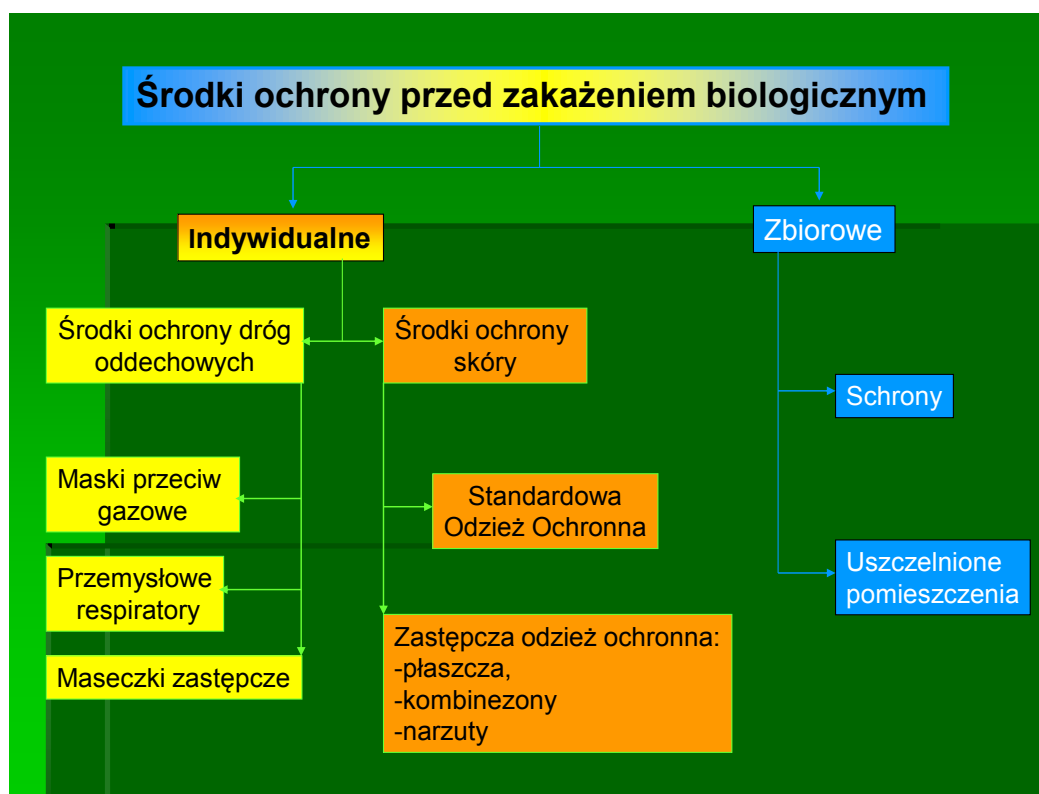 Środki ochrony przed zakażeniem biologicznym
Indywidualne
Zbiorowe
Środki ochrony dróg
oddechowych
Środki ochrony
skóry
Schrony
Maski przeciw
gazowe
Standardowa
Odzież Ochronna
Przemysłowe
respiratory
Uszczelnione
pomieszczenia
Maseczki zastępcze
Zastępcza odzież ochronna:
-płaszcza,
-kombinezony
-narzuty